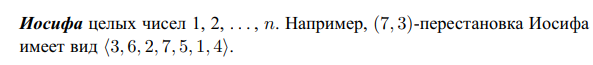 Иосифа целых чисел 1, 2, . . . , n. Например, (7, 3)-перестановка Иосифа
имеет вид ⟨3, 6, 2, 7, 5, 1, 4⟩.